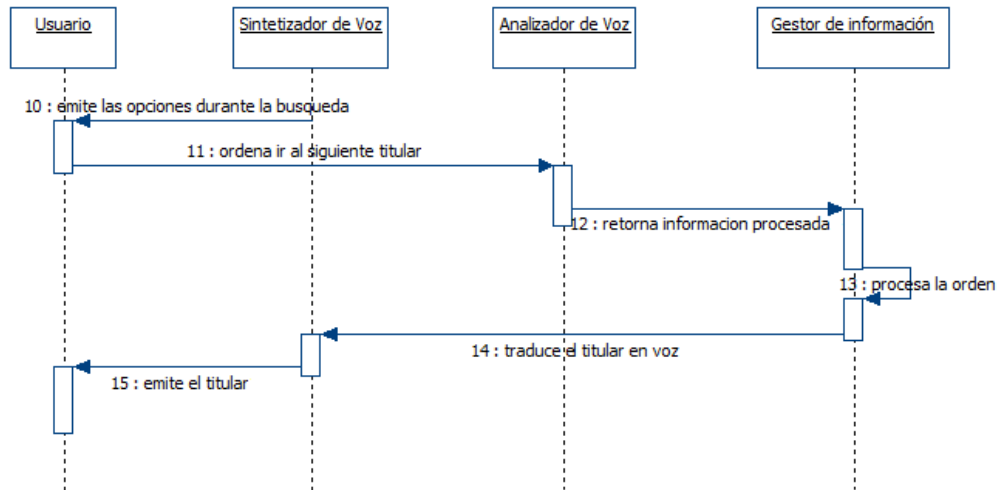 Usuario
Sintetizador de Voz
Analizador de Voz
Gestor de información
10 : emite las opciones durante la busqueda
11 : ordena ir al siguiente titular
12 : retorna informacion procesada
13 : procesa la orden
14 : traduce el titular en voz
15 : emite el titular